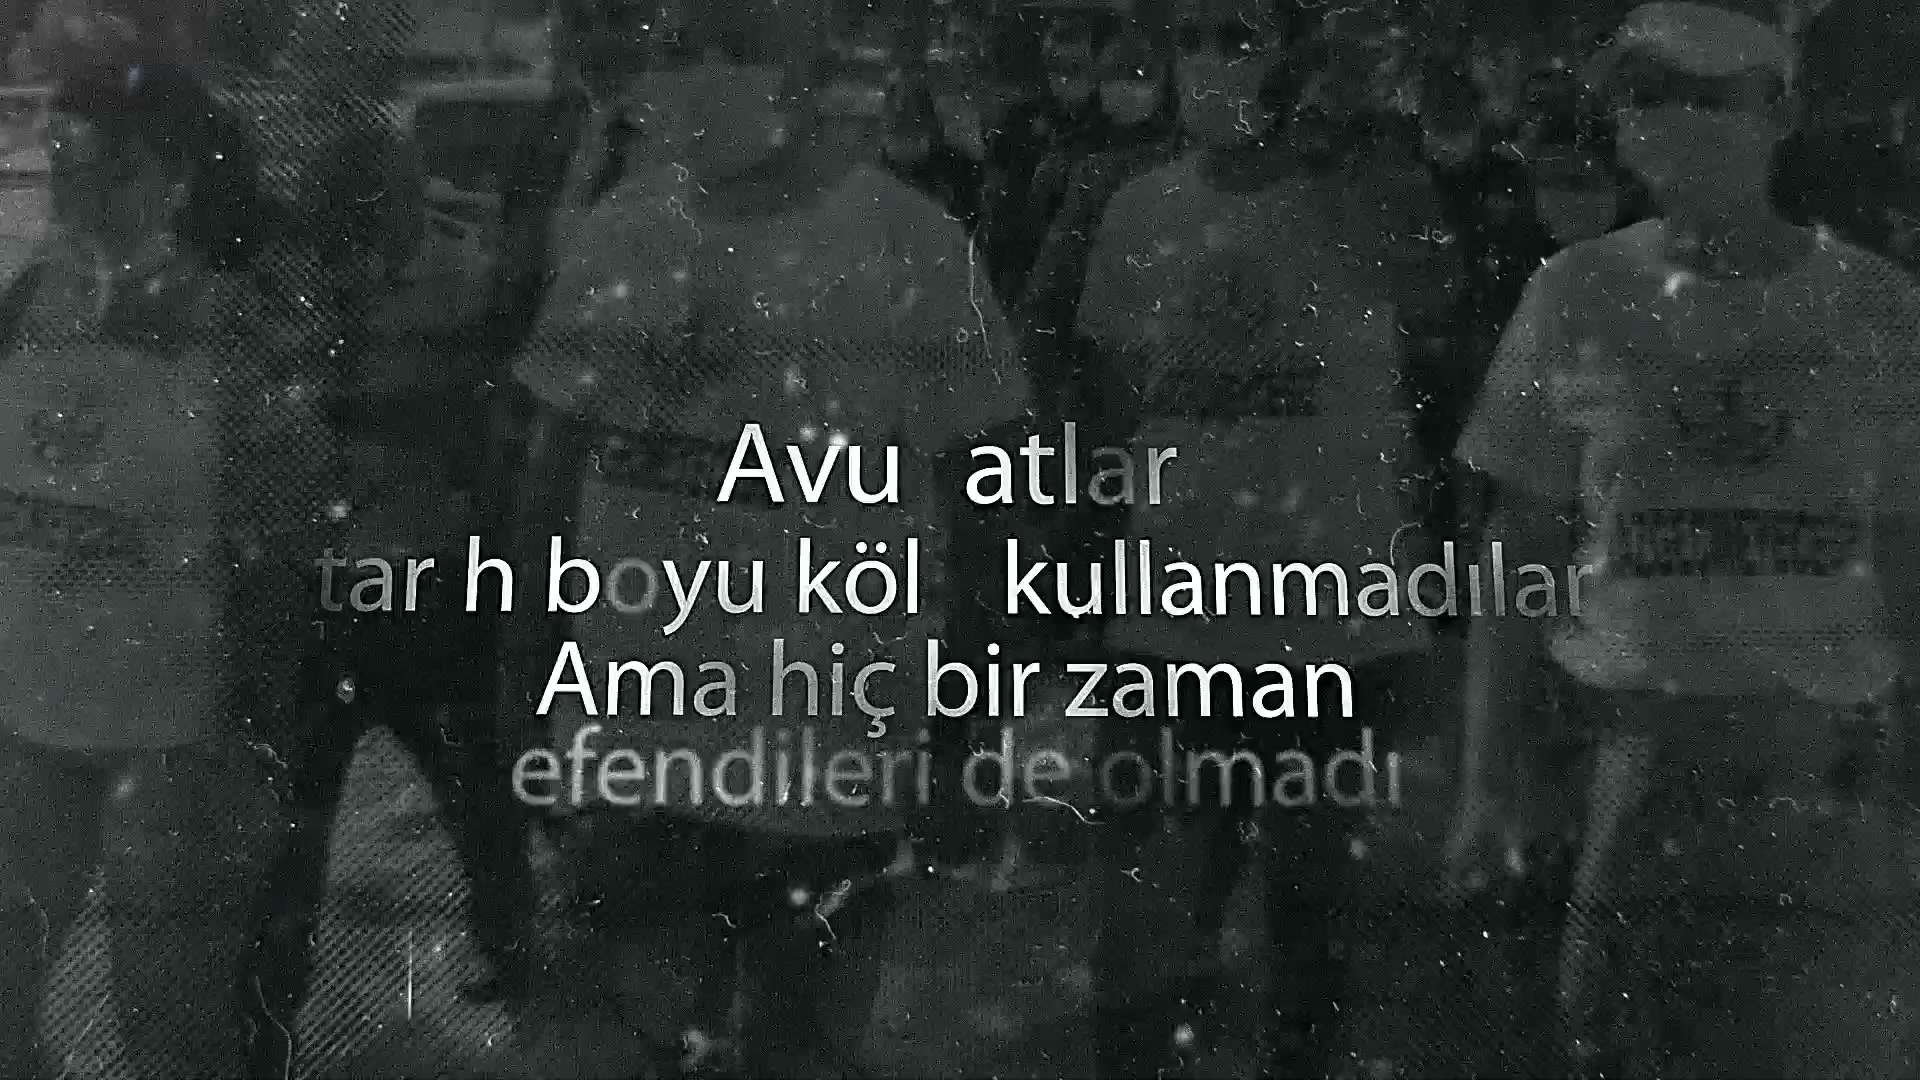 Avu atlar
tar h boyu köl kullanmadılar
Ama hiç bir zaman
efendileri de olmadı